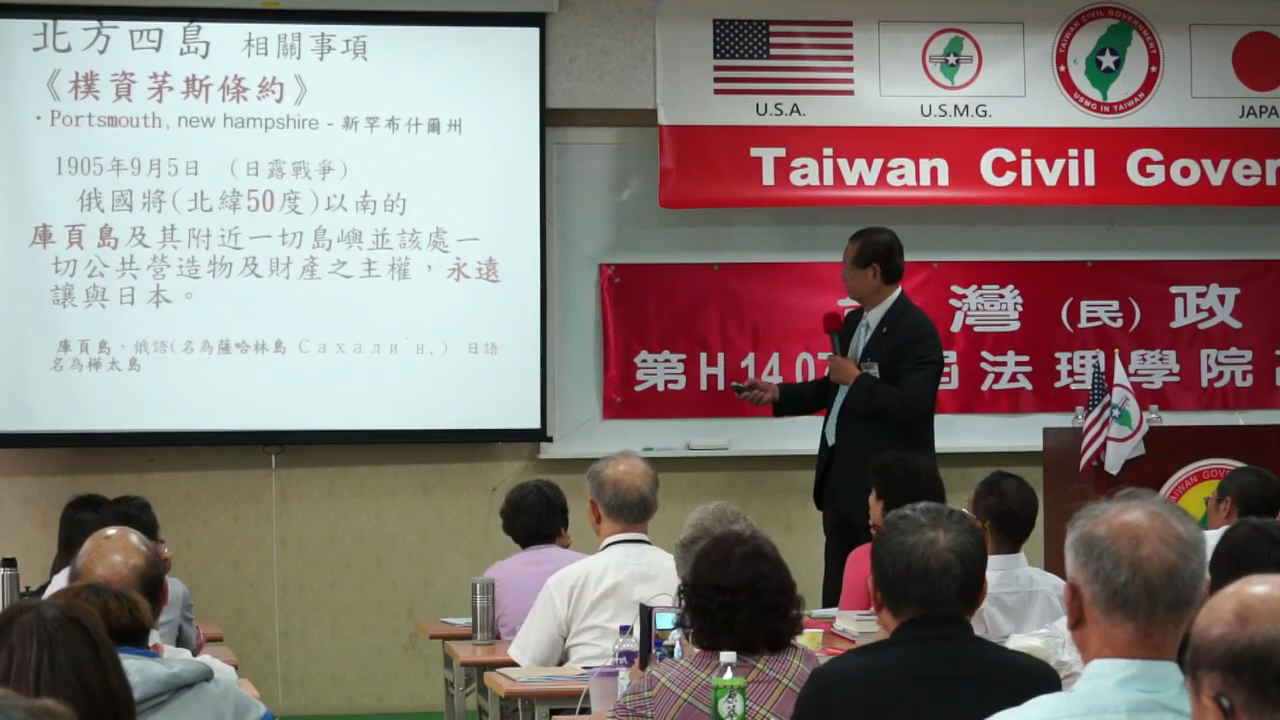 北方四島 相關事項
《樸資茅斯條約》
・Portsmouth, new hampshire - 新罕布什爾州
1905年9月5日 (日露戰爭)
俄國將(北緯50度)以南的
庫頁島及其附近一切島嶼並該處一
切公共營造物及財產之主權,永遠
讓與日本。
庫頁島,俄語(名為薩哈林島 Сахали́н,) 日語
名為樺太島
U.S.A.
U.S.M.G.
TAIWAN CIVIL GOVERNMENT
USMG IN TAIWAN
JAPA
Taiwan Civil Gover
灣(民)政
第H14 07 法理學院
TAIWAN GOVE